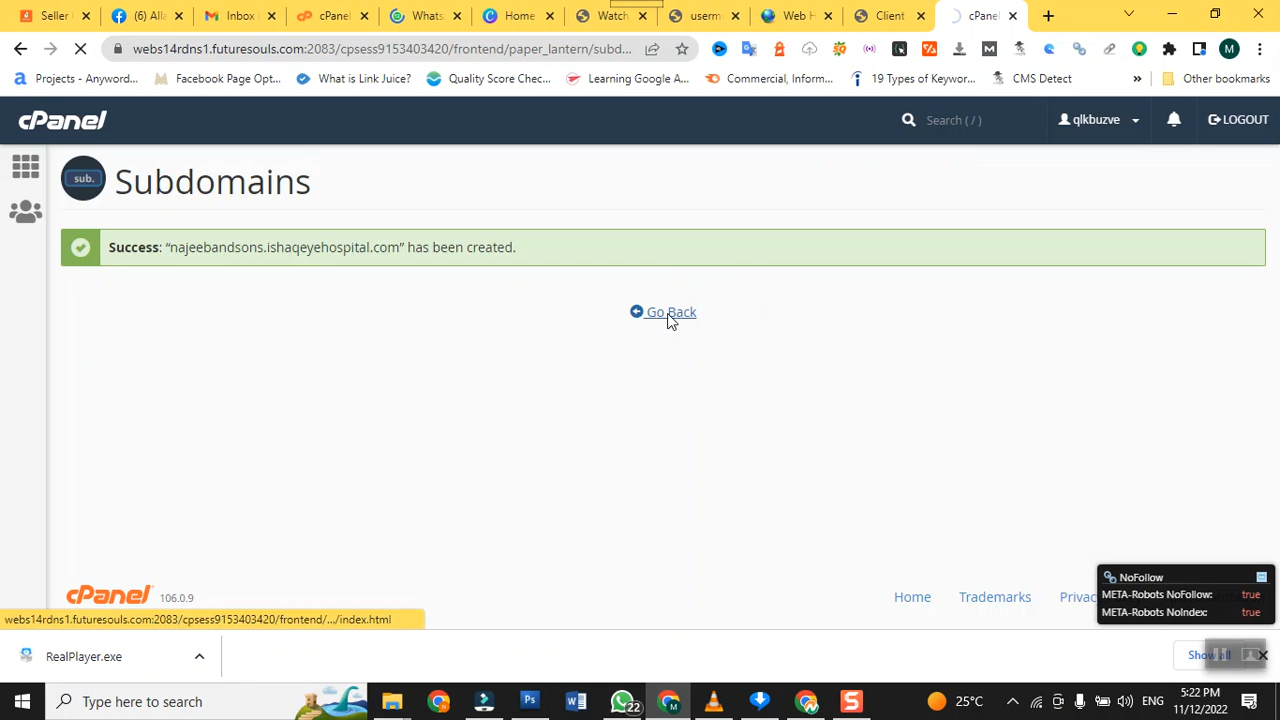 Seller
(6) Alla
Inbox
cPane
Whats
Home
Watch
userm
Web H
Client
cPanel
webs14rdns1.futuresouls.com:2083/cpsess9153403420/frontend/paper_lantern/subd...
M
Projects - Anyword...
Facebook Page Opt...
What is Link Juice?
Quality Score Chec...
Learning Google A...
Commercial, Inform...
19 Types of Keywor...
CMS Detect
»
Other bookmarks
cPanel
Search ( / )
qlkbuzve
LOGOUT
sub.
Subdomains
Success: “najeebandsons.ishaqeyehospital.com” has been created.
Go Back
cPanel
106.0.9
Home
Trademarks
Privac
NoFollow
META-Robots NoFollow: true
META-Robots NoIndex: true
webs14rdns1.futuresouls.com:2083/cpsess9153403420/frontend/.../index.html
RealPlayer.exe
Show all
Type here to search
22
25°C
ENG
5:22 PM
11/12/2022